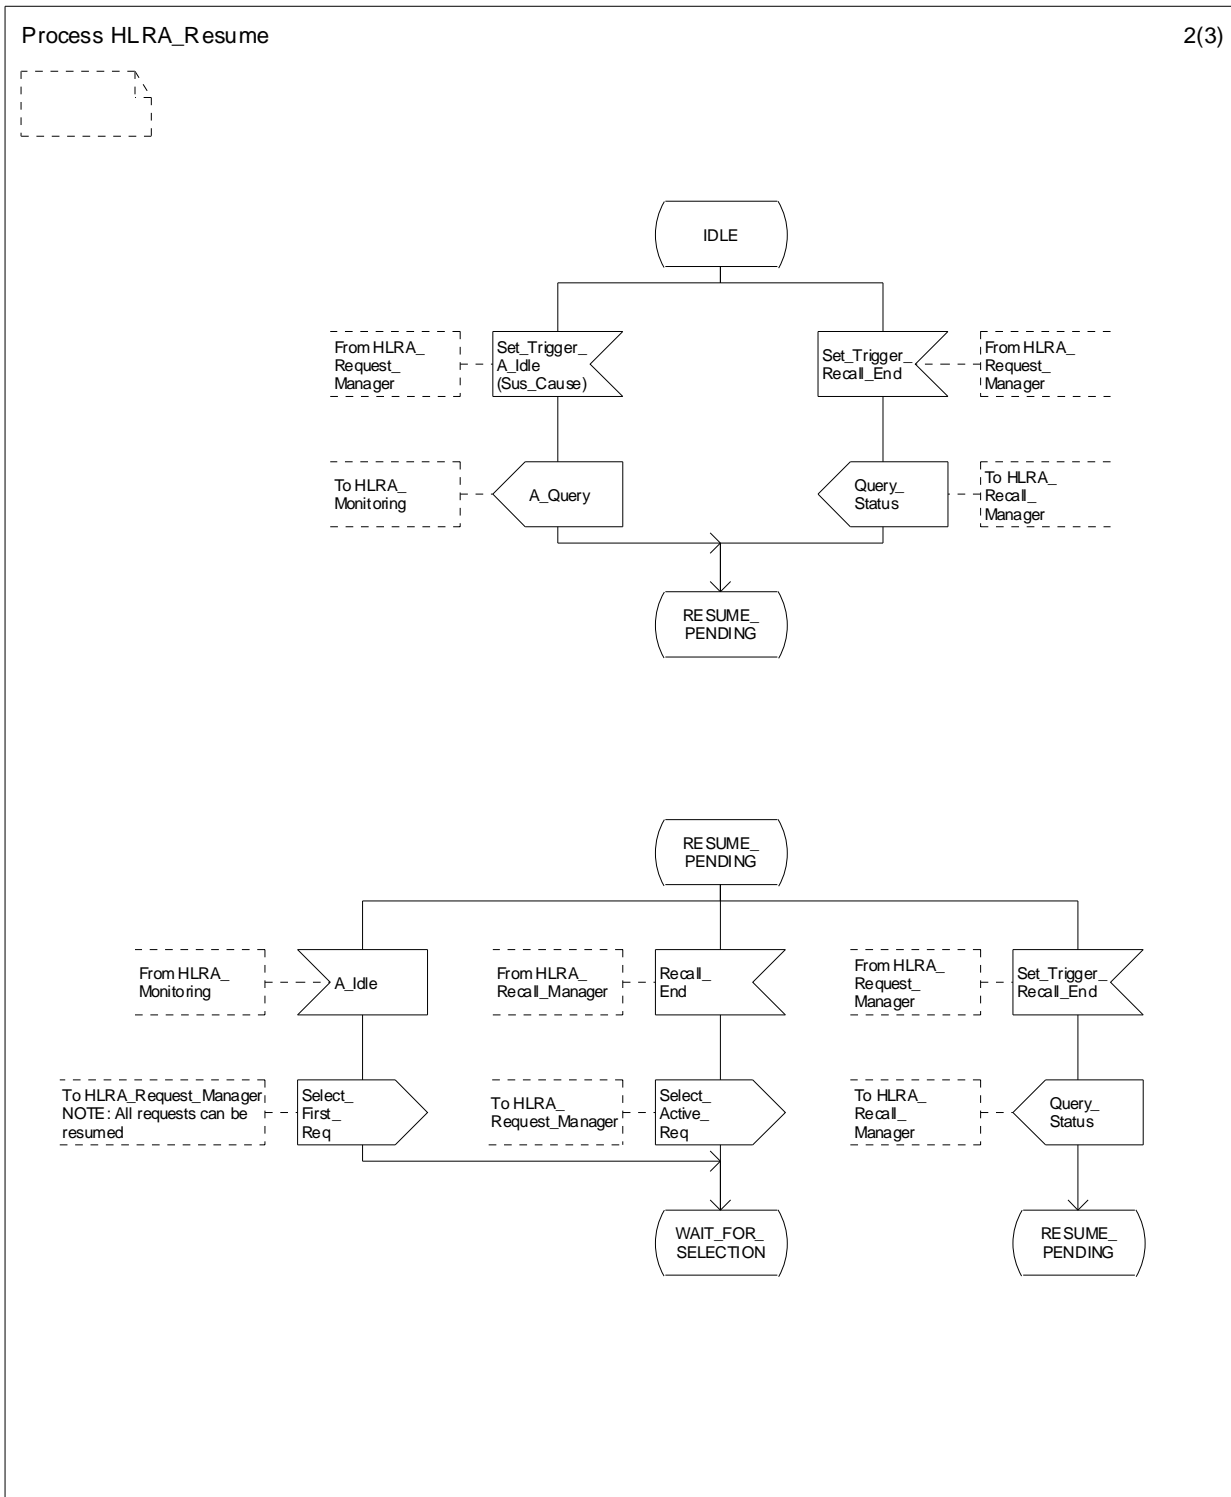 Process HLRA_Resume
2(3)
IDLE
From HLRA_
Request_
Manager
Set_Trigger_
A_Idle
(Sus_Cause)
Set_Trigger_
Recall_End
From HLRA_
Request_
Manager
To HLRA_
Monitoring
A_Query
Query_
Status
To HLRA_
Recall_
Manager
RESUME_
PENDING
RESUME_
PENDING
From HLRA_
Monitoring
A_Idle
From HLRA_
Recall_Manager
Recall_
End
From HLRA_
Request_
Manager
Set_Trigger_
Recall_End
To HLRA_Request_Manager
NOTE: All requests can be
resumed
Select_
First_
Req
To HLRA_
Request_Manager
Select_
Active_
Req
To HLRA_
Recall_
Manager
Query_
Status
WAIT_FOR_
SELECTION
RESUME_
PENDING